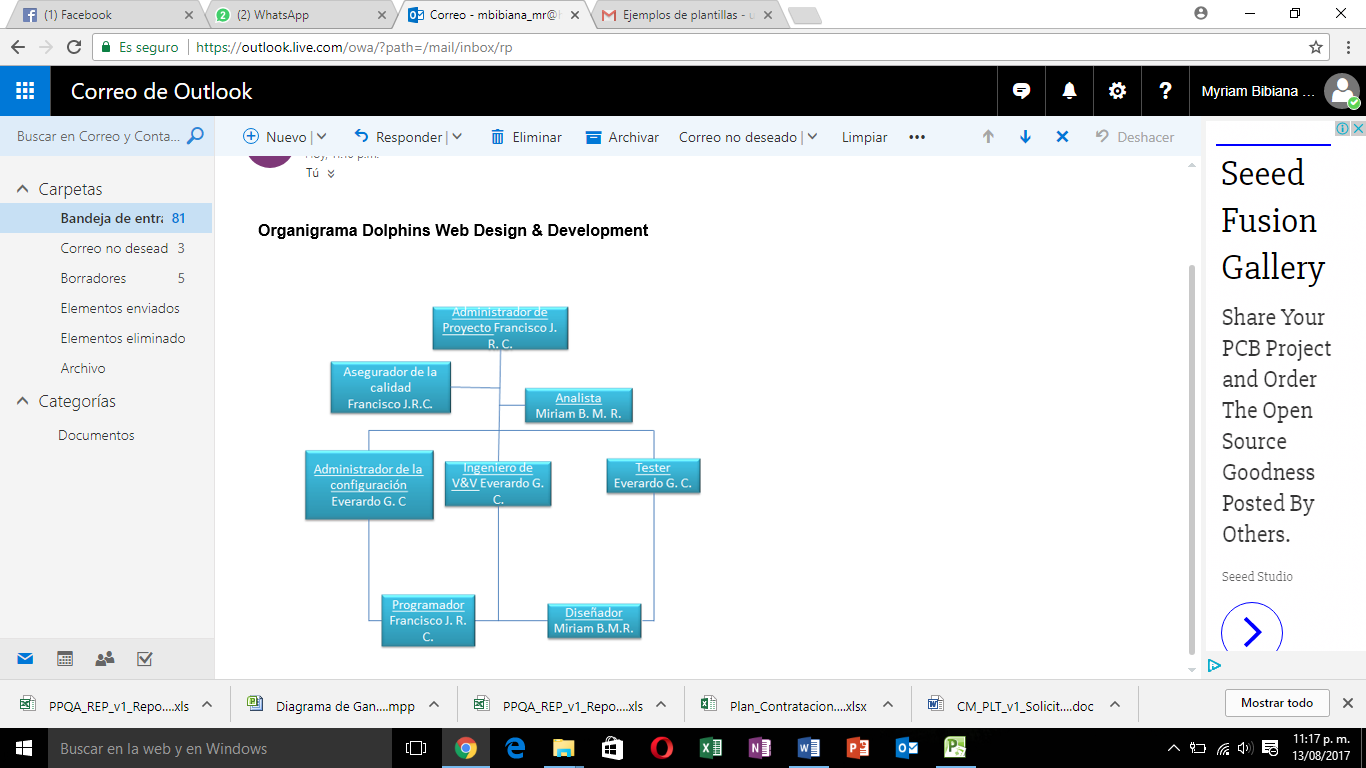 (1) Facebook
(2) WhatsApp
Correo - mbibiana_mr@
Ejemplos de plantillas - u
Es seguro
https://outlook.live.com/owa/?path=/mail/inbox/rp
Correo de Outlook
Myriam Bibiana ...
Buscar en Correo y Conta...
Nuevo
Responder
Eliminar
Archivar
Correo no deseado
Limpiar
Deshacer
Tú
Carpetas
Bandeja de entra 81
Correo no desead 3
Borradores 5
Elementos enviados
Elementos eliminado
Archivo
Categorías
Documentos
Organigrama Dolphins Web Design & Development
Administrador de
Proyecto Francisco J.
R. C.
Asegurador de la
calidad
Francisco J.R.C.
Analista
Miriam B. M. R.
Administrador de la
configuración
Everardo G. C
Ingeniero de
V&V Everardo G.
C.
Tester
Everardo G. C.
Programador
Francisco J. R.
C.
Diseñador
Miriam B.M.R.
Seeed
Fusion
Gallery
Share Your
PCB Project
and Order
The Open
Source
Goodness
Posted By
Others.
Seeed Studio
PPQA_REP_v1_Repo....xls
Diagrama de Gan....mpp
PPQA_REP_v1_Repo....xls
Plan_Contratacion....xlsx
CM_PLT_v1_Solicit....doc
Mostrar todo
Buscar en la web y en Windows
11:17 p. m.
13/08/2017